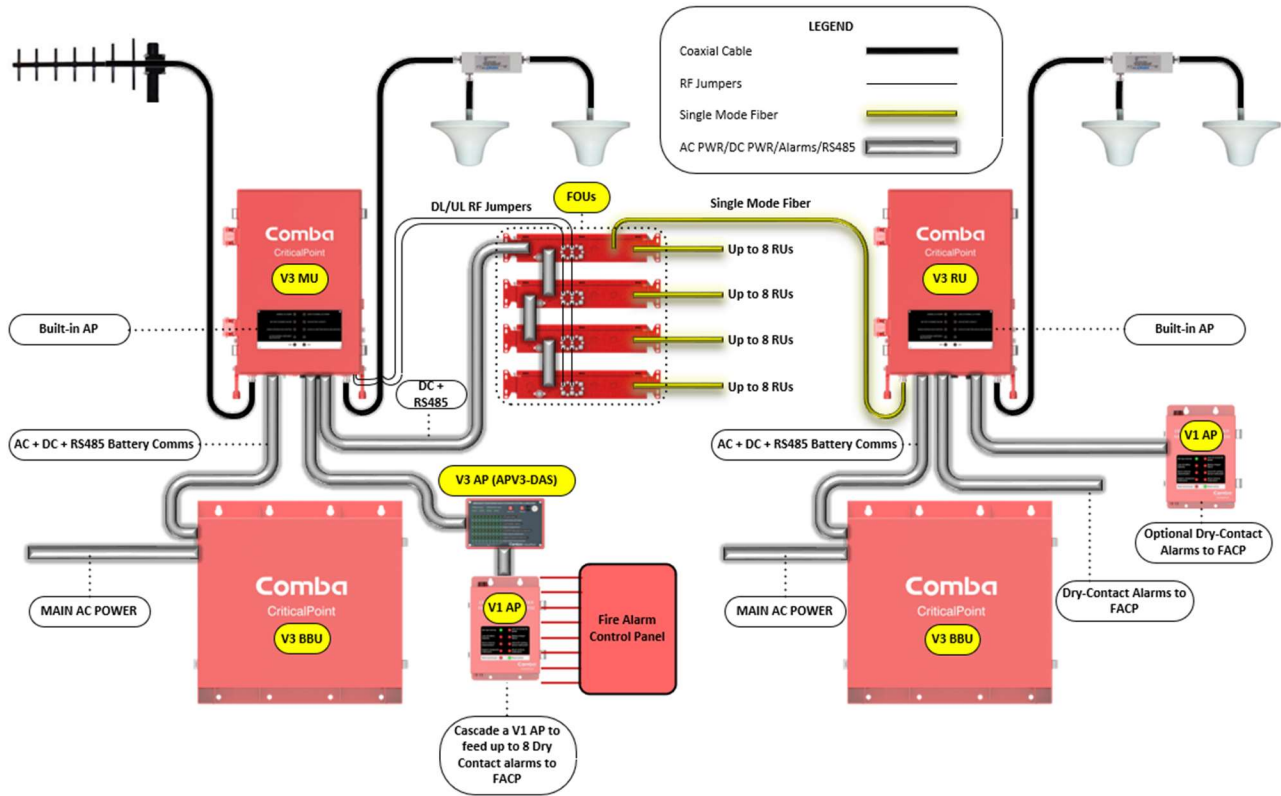 LEGEND
Coaxial Cable
RF Jumpers
Single Mode Fiber
AC PWR/DC PWR/Alarms/RS485
FOUs
DL/UL RF Jumpers
Single Mode Fiber
Comba
CriticalPoint
V3 MU
Built-in AP
Up to 8 RUs
Up to 8 RUs
Up to 8 RUs
Up to 8 RUs
Comba
CriticalPoint
V3 RU
Built-in AP
DC +
RS485
AC + DC + RS485 Battery Comms
AC + DC + RS485 Battery Comms
V1 AP
Comba
Optional Dry-Contact
Alarms to FACP
V3 AP (APV3-DAS)
Comba
MAIN AC POWER
Comba
CriticalPoint
V3 BBU
V1 AP
Comba
Fire Alarm
Control Panel
Cascade a V1 AP to
feed up to 8 Dry
Contact alarms to
FACP
MAIN AC POWER
Comba
CriticalPoint
V3 BBU
Dry-Contact Alarms to
FACP